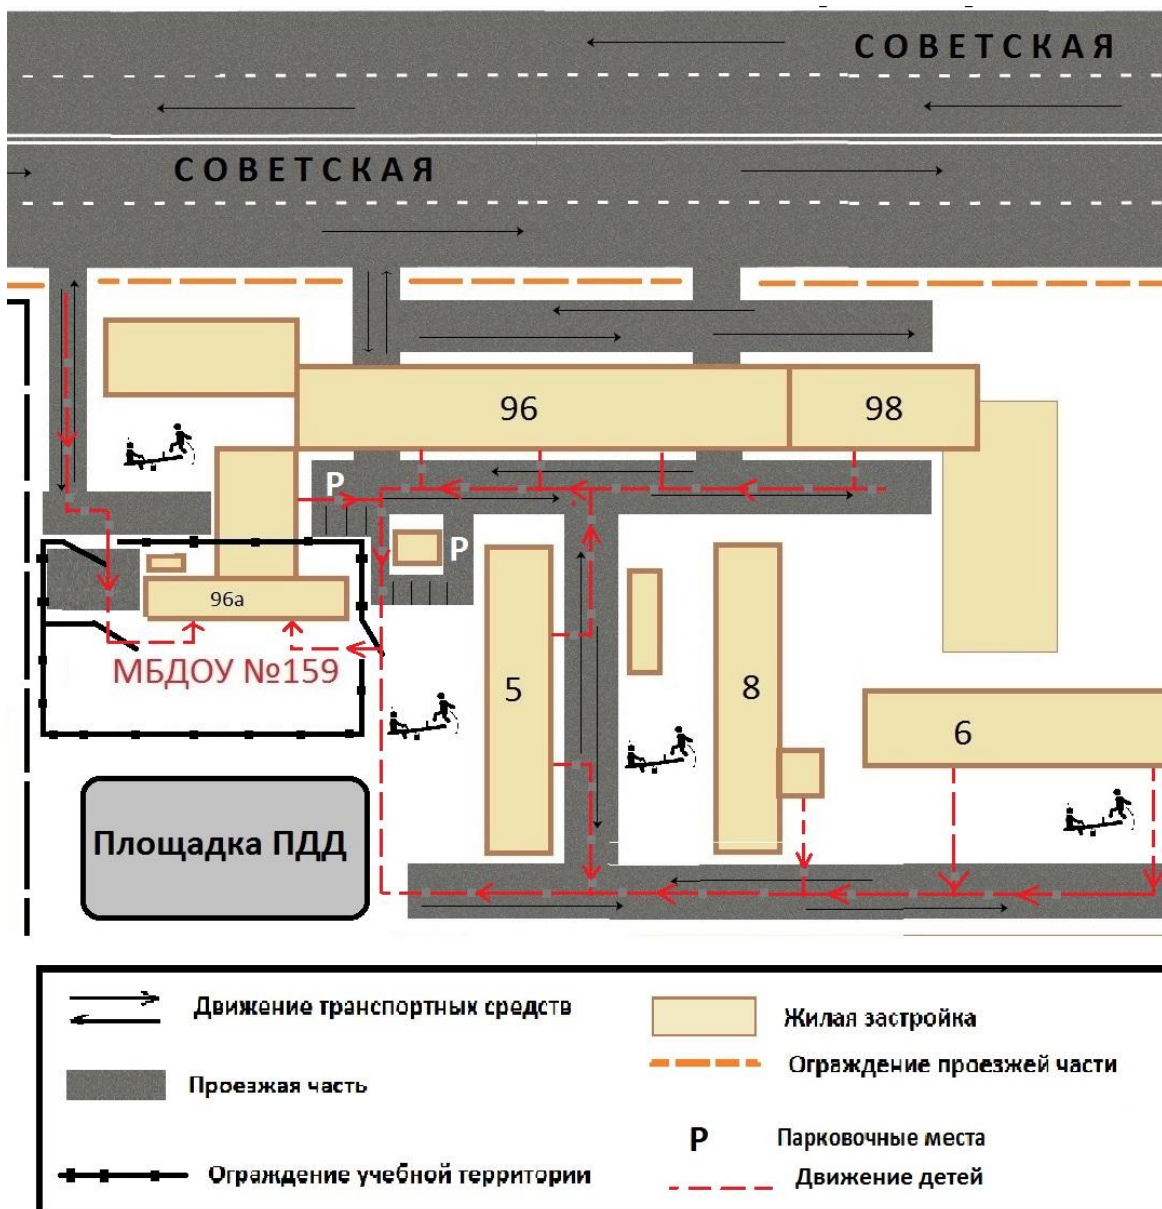 СОВЕТСКАЯ
СОВЕТСКАЯ
96
98
Р
Р
96а
МБДОУ №159
5
8
6
Площадка ПДД
Движение транспортных средств
Жилая застройка
Ограждение проезжей части
Проезжая часть
Р
Парковочные места
Ограждение учебной территории
Движение детей